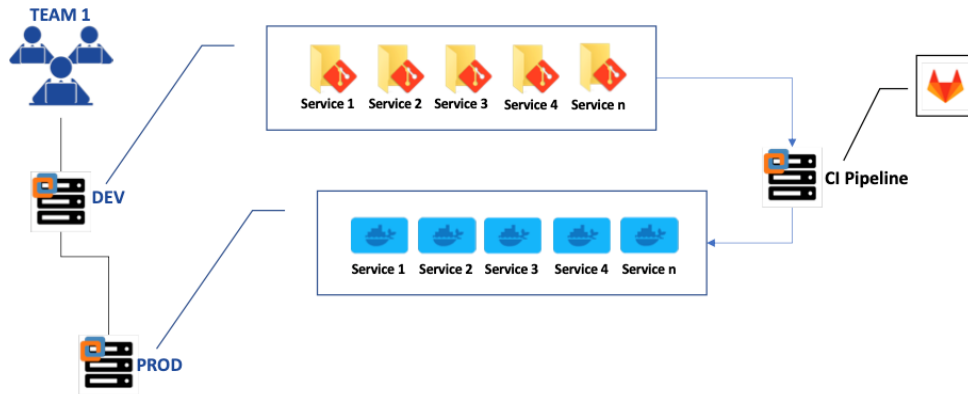 TEAM 1
Service 1 Service 2 Service 3 Service 4 Service n
CI Pipeline
DEV
Service 1 Service 2 Service 3 Service 4 Service n
PROD